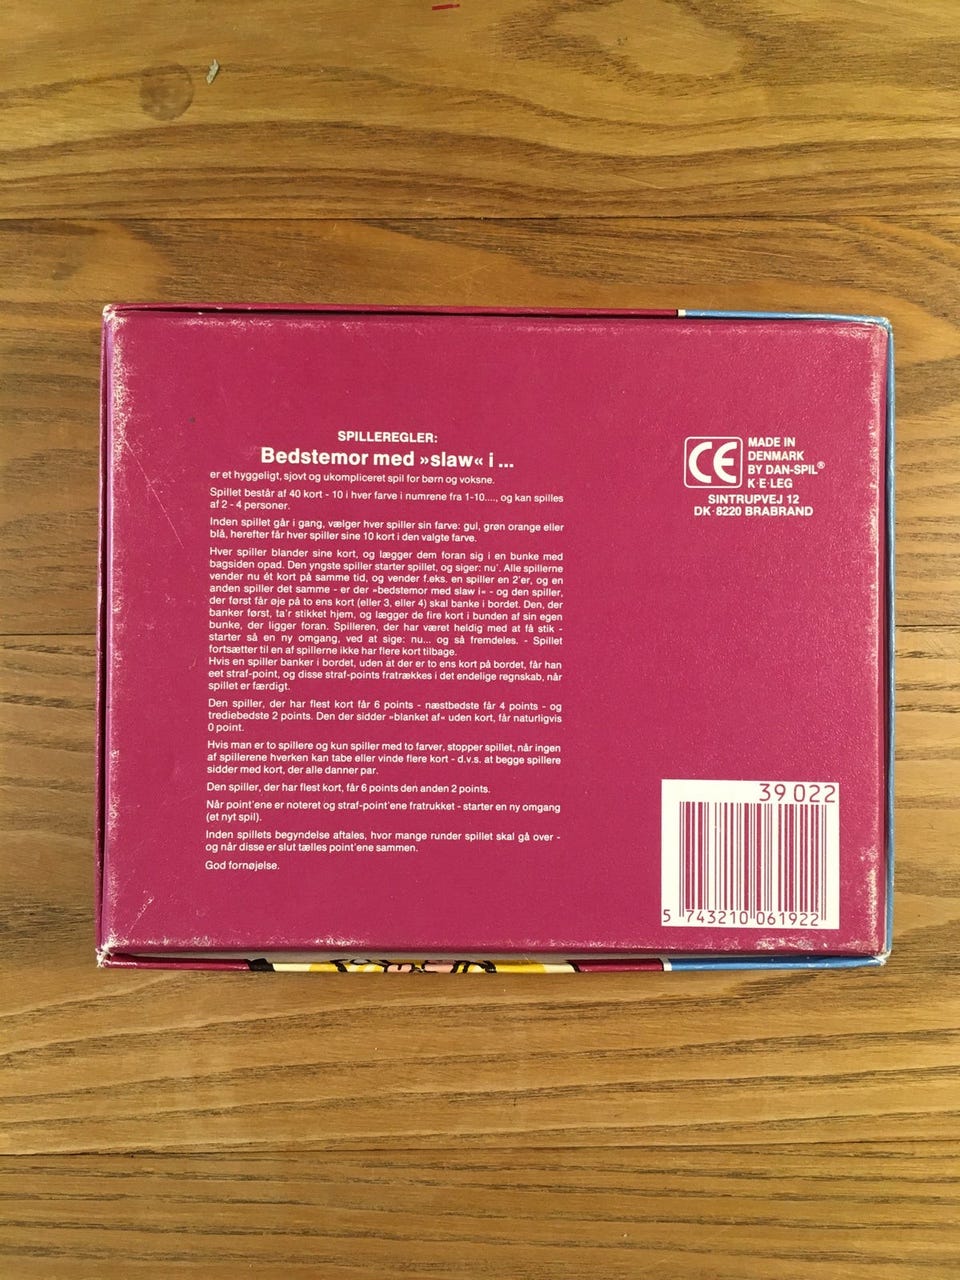 SPILLEREGLER:
Bedstemor med »slaw« i ...
er et hyggeligt, sjovt og ukompliceret spil for børn og voksne.
Spillet består af 40 kort - 10 i hver farve i numrene fra 1-10...., og kan spilles
af 2 - 4 personer.
Inden spillet går i gang, vælger hver spiller sin farve: gul, grøn orange eller
blå, herefter får hver spiller sine 10 kort i den valgte farve.
Hver spiller blander sine kort, og lægger dem foran sig i en bunke med
bagsiden opad. Den yngste spiller starter spillet, og siger: nu'. Alle spillerne
vender nu ét kort på samme tid, og vender f.eks. en spiller en 2'er, og en
anden spiller det samme - er der »bedstemor med slaw i« - og den spiller,
der først får øje på to ens kort (eller 3, eller 4) skal banke i bordet. Den, der
banker først, ta'r stikket hjem, og lægger de fire kort i bunden af sin egen
bunke, der ligger foran. Spilleren, der har været heldig med at få stik -
starter så en ny omgang, ved at sige: nu... og så fremdeles. - Spillet
fortsætter til en af spillerne ikke har flere kort tilbage.
Hvis en spiller banker i bordet, uden at der er to ens kort på bordet, får han
eet straf-point, og disse straf-points fratrækkes i det endelige regnskab, når
spillet er færdigt.
Den spiller, der har flest kort får 6 points - næstbedste får 4 points - og
trediebedste 2 points. Den der sidder »blanket af« uden kort, får naturligvis
0 point.
Hvis man er to spillere og kun spiller med to farver, stopper spillet, når ingen
af spillerene hverken kan tabe eller vinde flere kort - d.v.s. at begge spillere
sidder med kort, der alle danner par.
Den spiller, der har flest kort, får 6 points den anden 2 points.
Når point'ene er noteret og straf-point'ene fratrukket - starter en ny omgang
(et nyt spil).
Inden spillets begyndelse aftales, hvor mange runder spillet skal gå over -
og når disse er slut tælles point'ene sammen.
God fornøjelse.
CE
MADE IN
DENMARK
BY DAN-SPIL®
K·E·LEG
SINTRUPVEJ 12
DK-8220 BRABRAND
39 022
5 743210 061922